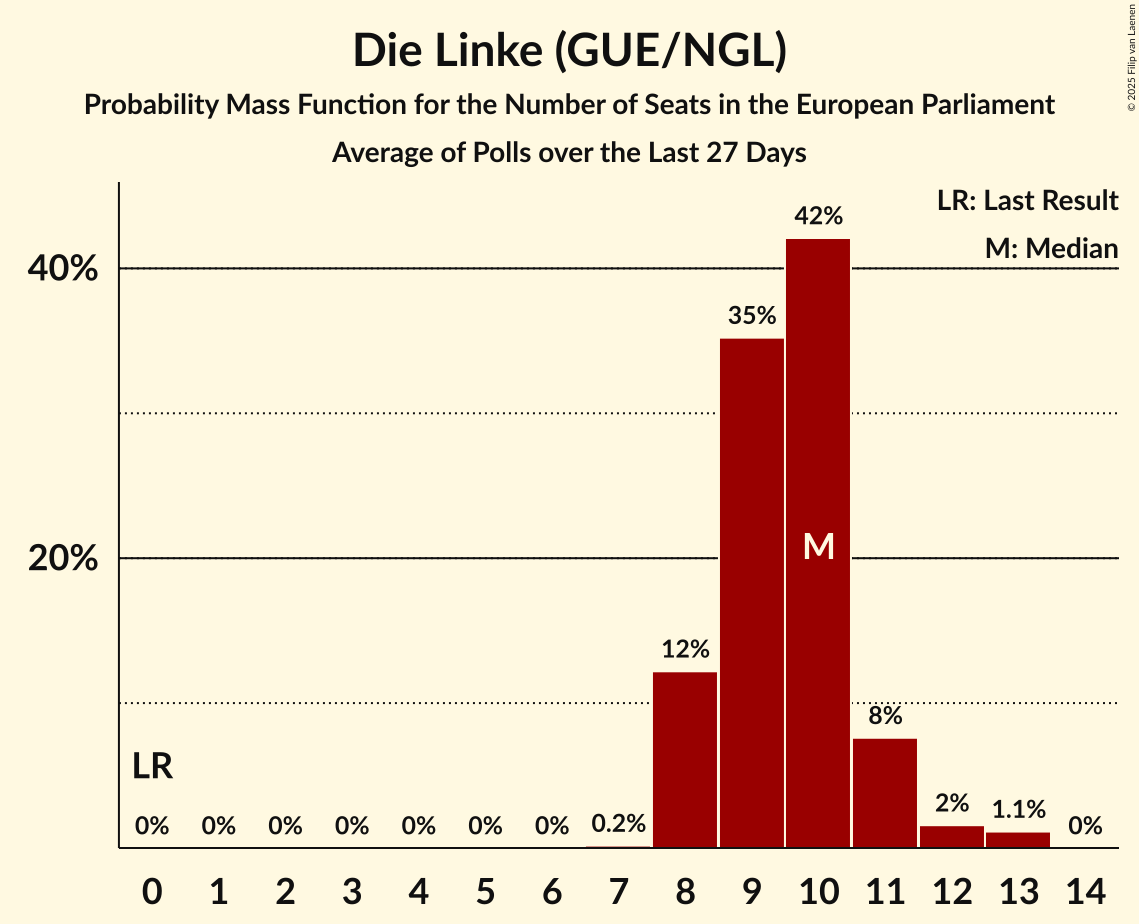 Die Linke (GUE/NGL)
Probability Mass Function for the Number of Seats in the European Parliament
Average of Polls over the Last 27 Days
© 2025 Filip van Laenen
LR: Last Result
M: Median
40%
20%
42%
35%
M
12%
8%
LR
0%
0%
0%
0%
0%
0%
0%
0.2%
2%
1.1%
0%
0 1 2 3 4 5 6 7 8 9 10 11 12 13 14